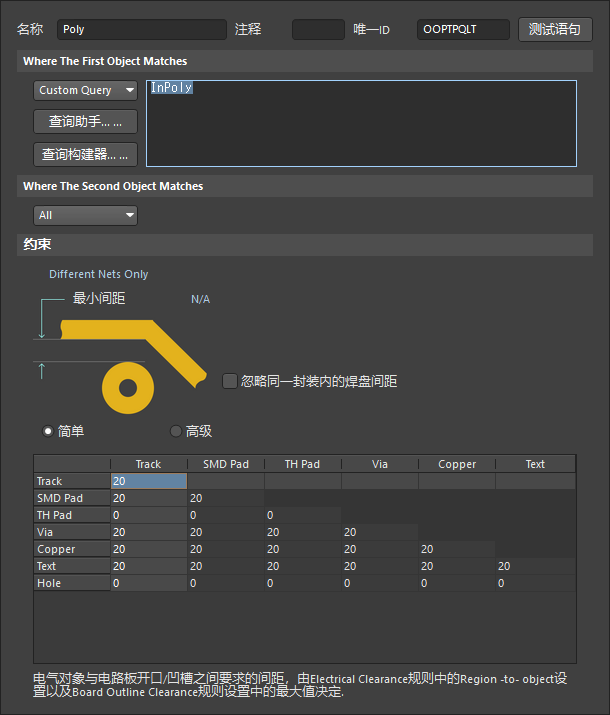 名称 Poly 注释 唯一ID OOPTPQLT 测试语句
Where The First Object Matches
Custom Query InPoly
查询助手... ...
查询构建器... ...
Where The Second Object Matches
All
约束
Different Nets Only
最小间距 N/A
忽略同一封装内的焊盘间距
简单 高级
Track SMD Pad TH Pad Via Copper Text
Track 20
SMD Pad 20 20
TH Pad 0 0 0
Via 20 20 20 20
Copper 20 20 20 20 20
Text 20 20 20 20 20 20
Hole 0 0 0 0 0 0
电气对象与电路板开口/凹槽之间要求的间距，由Electrical Clearance规则中的Region -to- object设
置以及Board Outline Clearance规则设置中的最大值决定.